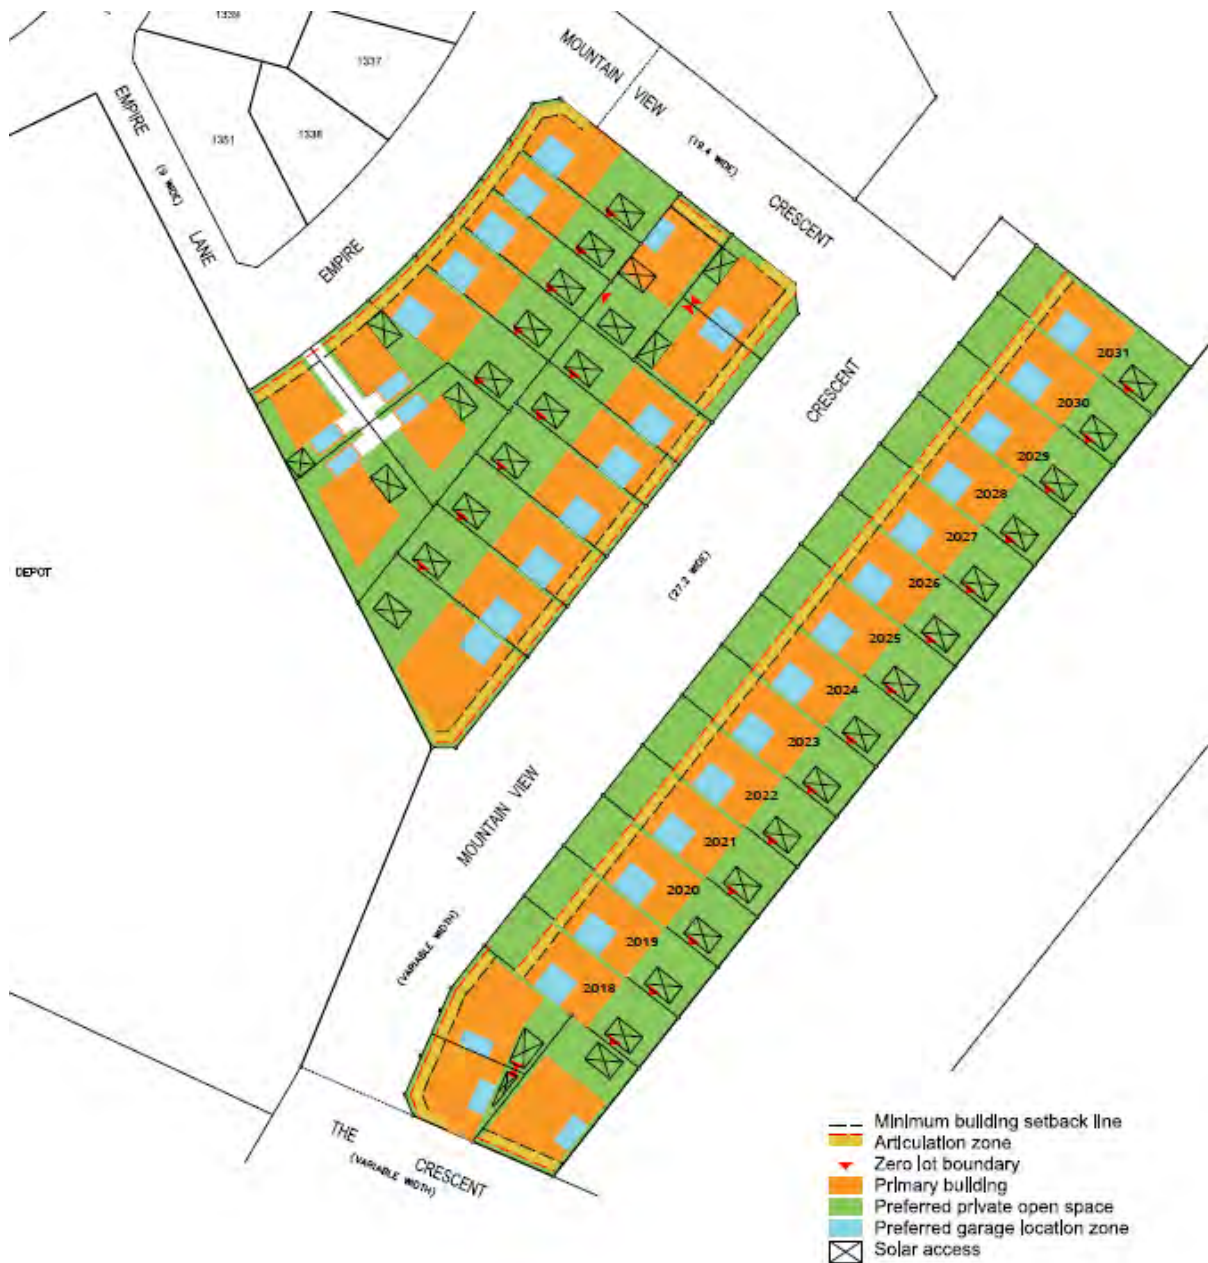 1339
1337
1338
1351
EMPIRE
(9 WIDE)
LANE
EMPIRE
MOUNTAIN
VIEW
(19.4 WIDE)
CRESCENT
CRESCENT
(27.2 WIDE)
MOUNTAIN VIEW
(VARIABLE WIDTH)
DEPOT
2031
2030
2029
2028
2027
2026
2025
2024
2023
2022
2021
2020
2019
2018
THE
CRESCENT
(VARIABLE WIDTH)
Minimum building setback line
Articulation zone
Zero lot boundary
Primary building
Preferred private open space
Preferred garage location zone
Solar access